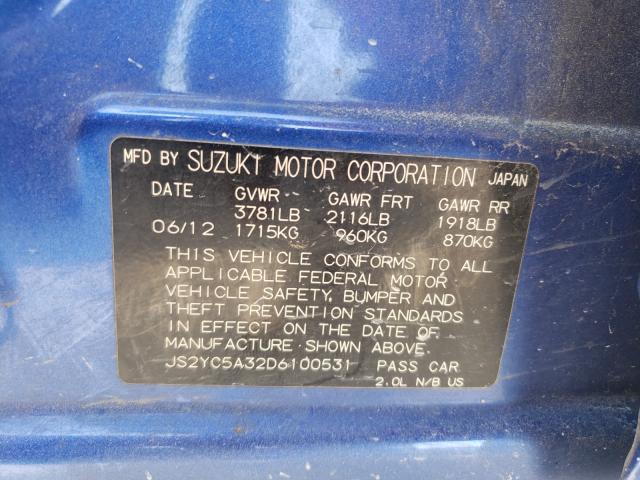 MFD BY SUZUKI MOTOR CORPORATION JAPAN
DATE GVWR GAWR FRT GAWR RR
3781LB 2116LB 1918LB
06/12 1715KG 960KG 870KG
THIS VEHICLE CONFORMS TO ALL
APPLICABLE FEDERAL MOTOR
VEHICLE SAFETY, BUMPER AND
THEFT PREVENTION STANDARDS
IN EFFECT ON THE DATE OF
MANUFACTURE SHOWN ABOVE.
JS2YC5A32D6100531 PASS CAR
2.0L N/B US